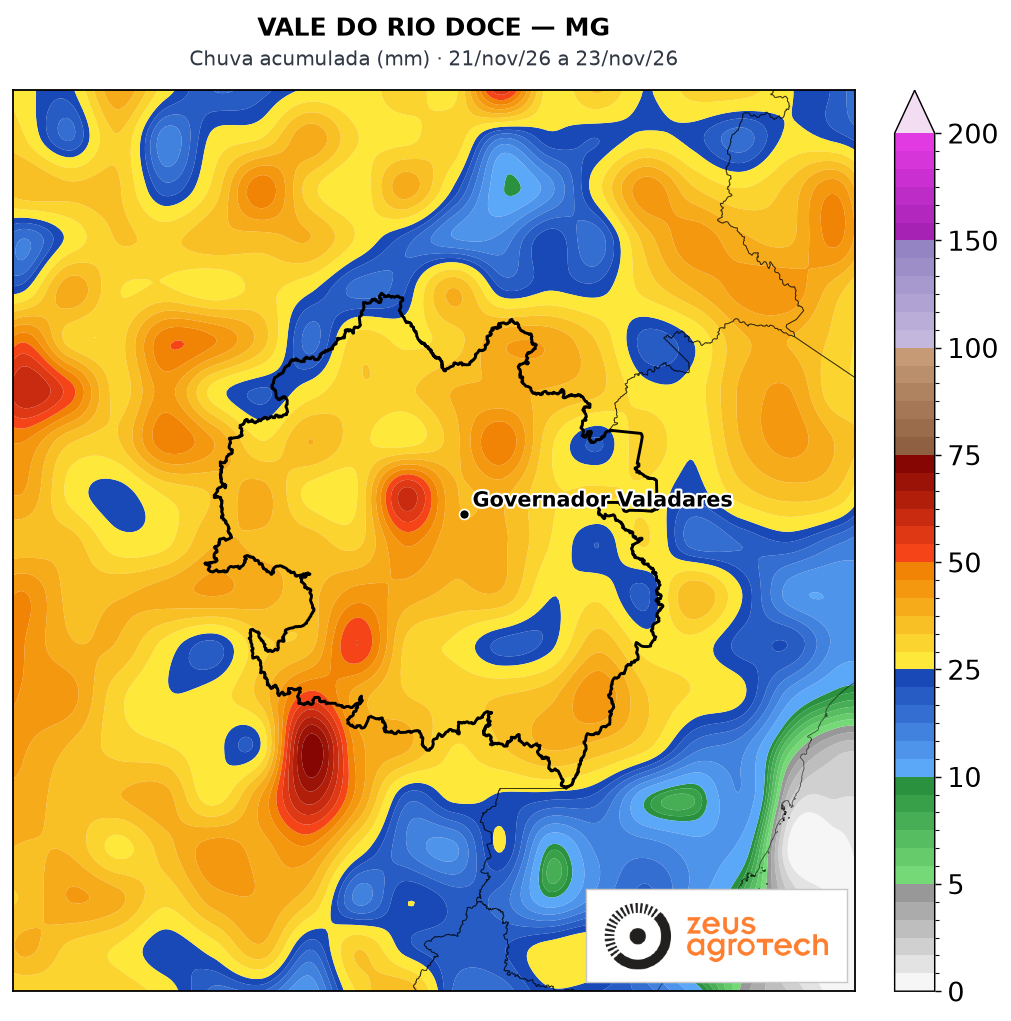 VALE DO RIO DOCE — MG
Chuva acumulada (mm) · 21/nov/26 a 23/nov/26
200
150
100
75
50
25
10
5
0
Governador Valadares
zeus
agrotech